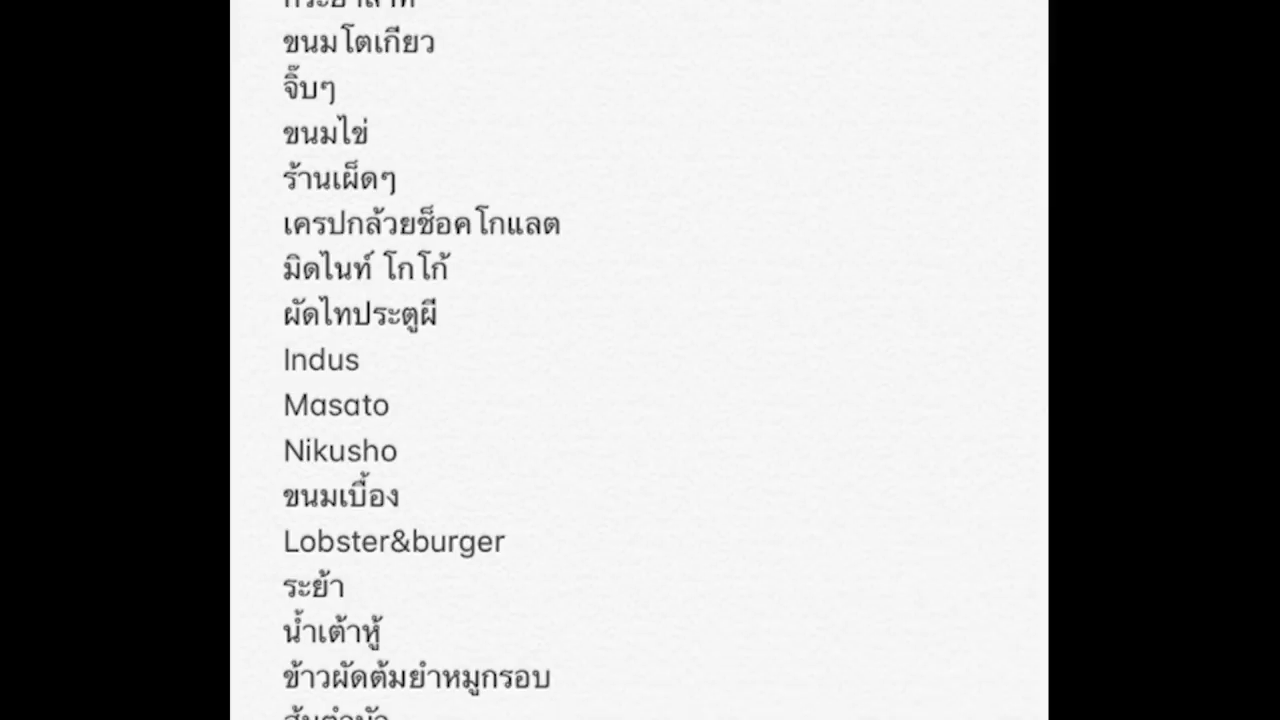 ขนมโตเกียว
จิ๊บๆ
ขนมไข่
ร้านเผ็ดๆ
เครปกล้วยช็อคโกแลต
มิดไนท์ โกโก้
ผัดไทประตูผี
Indus
Masato
Nikusho
ขนมเบื้อง
Lobster&burger
ระย้า
น้ำเต้าหู้
ข้าวผัดต้มยำหมูกรอบ